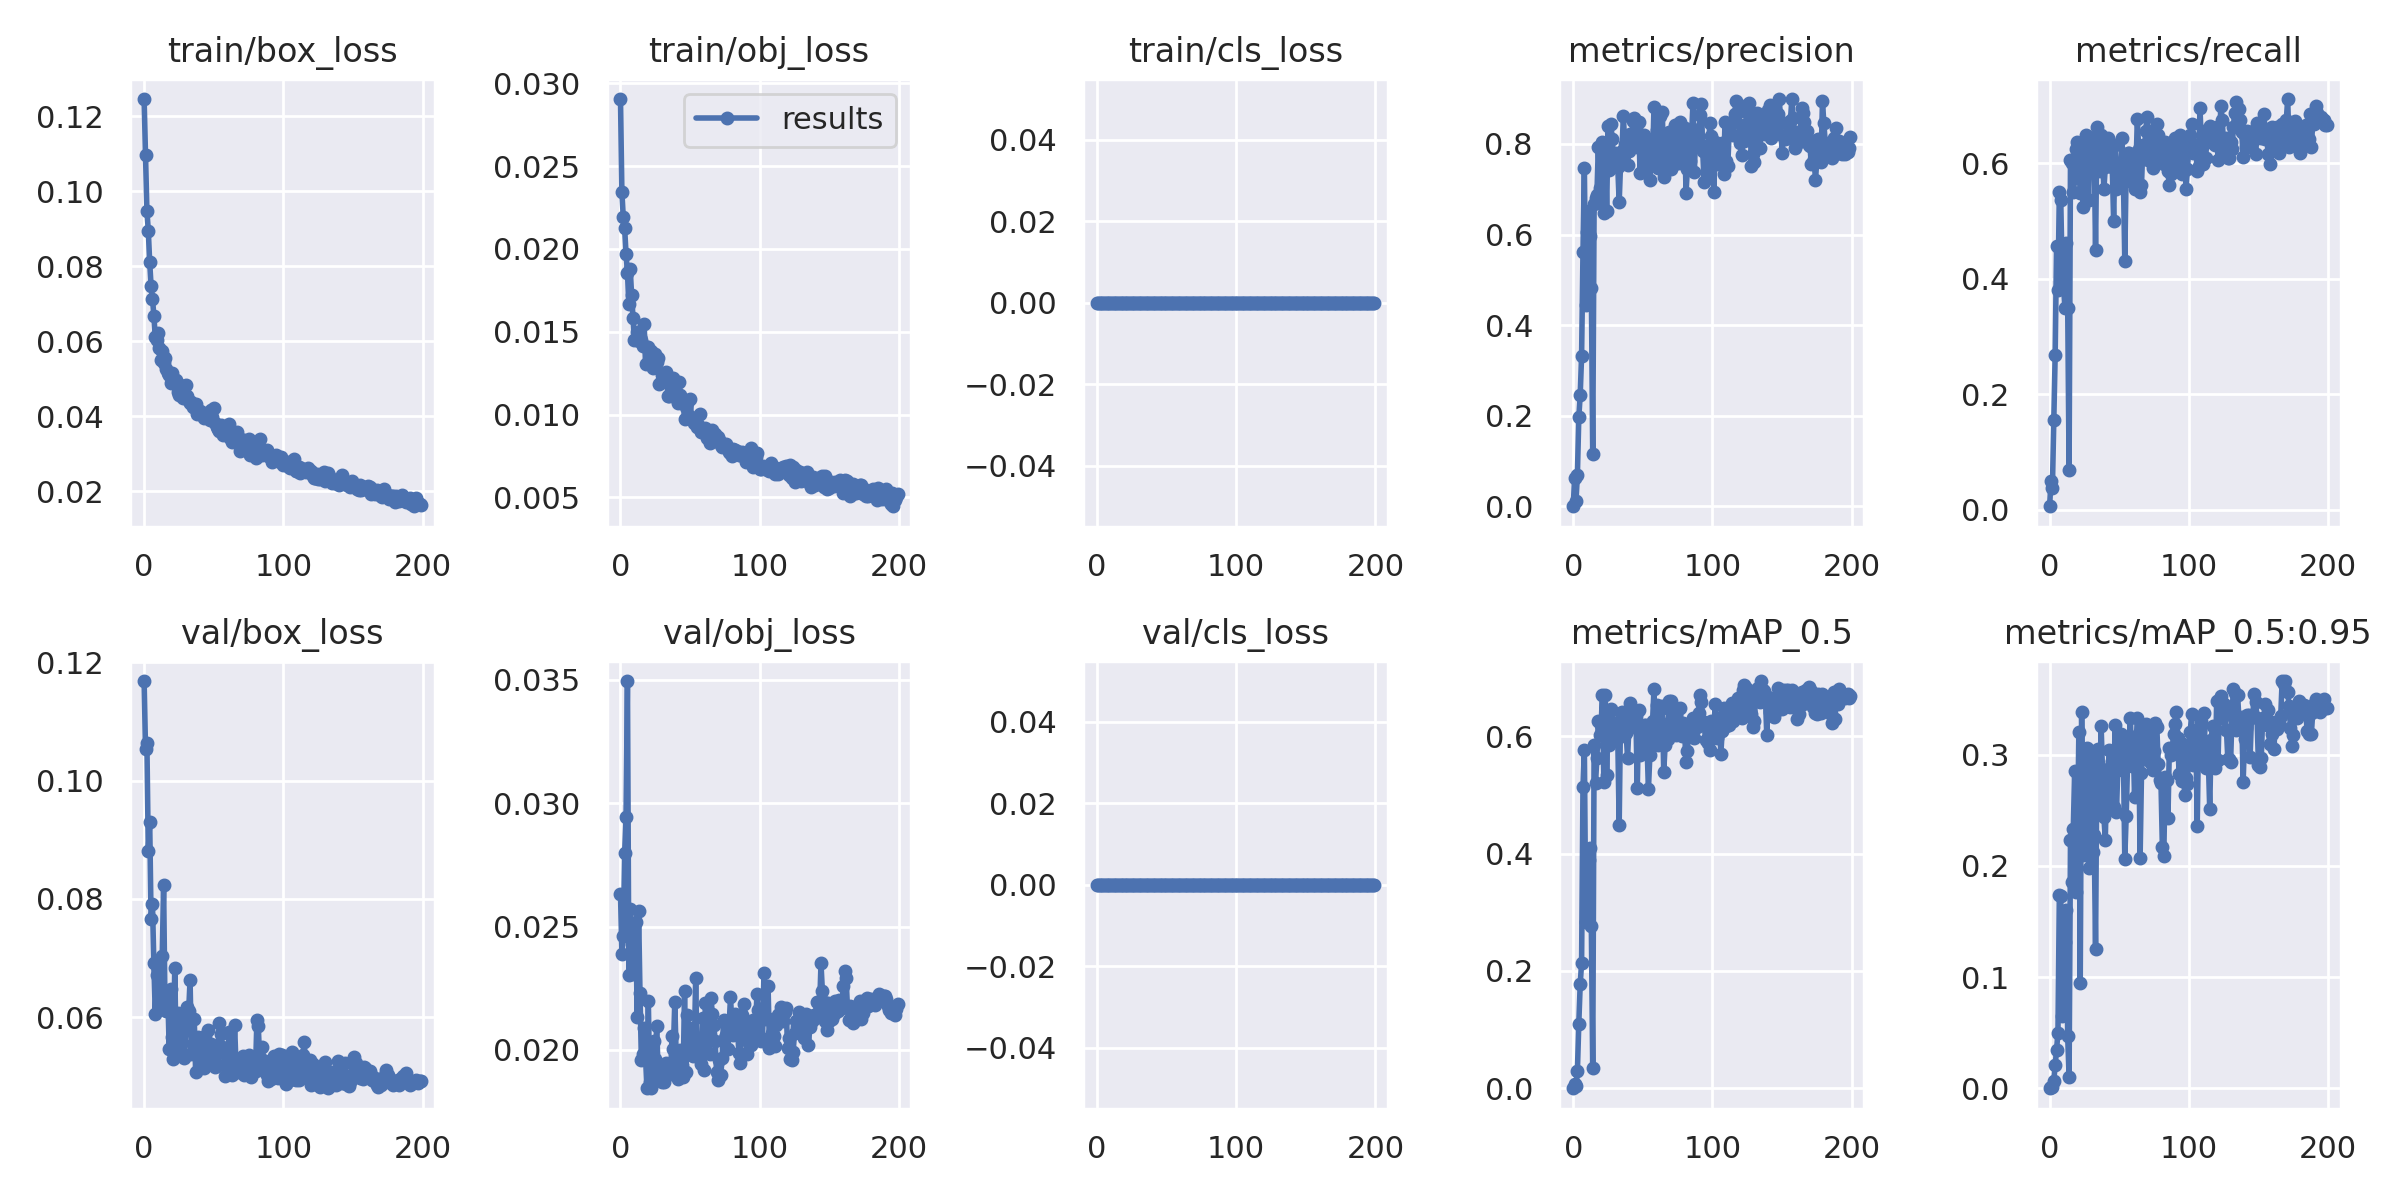 train/box_loss
0.12
0.10
0.08
0.06
0.04
0.02
0 100 200
train/obj_loss
results
0.030
0.025
0.020
0.015
0.010
0.005
0 100 200
train/cls_loss
0.04
0.02
0.00
−0.02
−0.04
0 100 200
metrics/precision
0.8
0.6
0.4
0.2
0.0
0 100 200
metrics/recall
0.6
0.4
0.2
0.0
0 100 200
val/box_loss
0.12
0.10
0.08
0.06
0 100 200
val/obj_loss
0.035
0.030
0.025
0.020
0 100 200
val/cls_loss
0.04
0.02
0.00
−0.02
−0.04
0 100 200
metrics/mAP_0.5
0.6
0.4
0.2
0.0
0 100 200
metrics/mAP_0.5:0.95
0.3
0.2
0.1
0.0
0 100 200